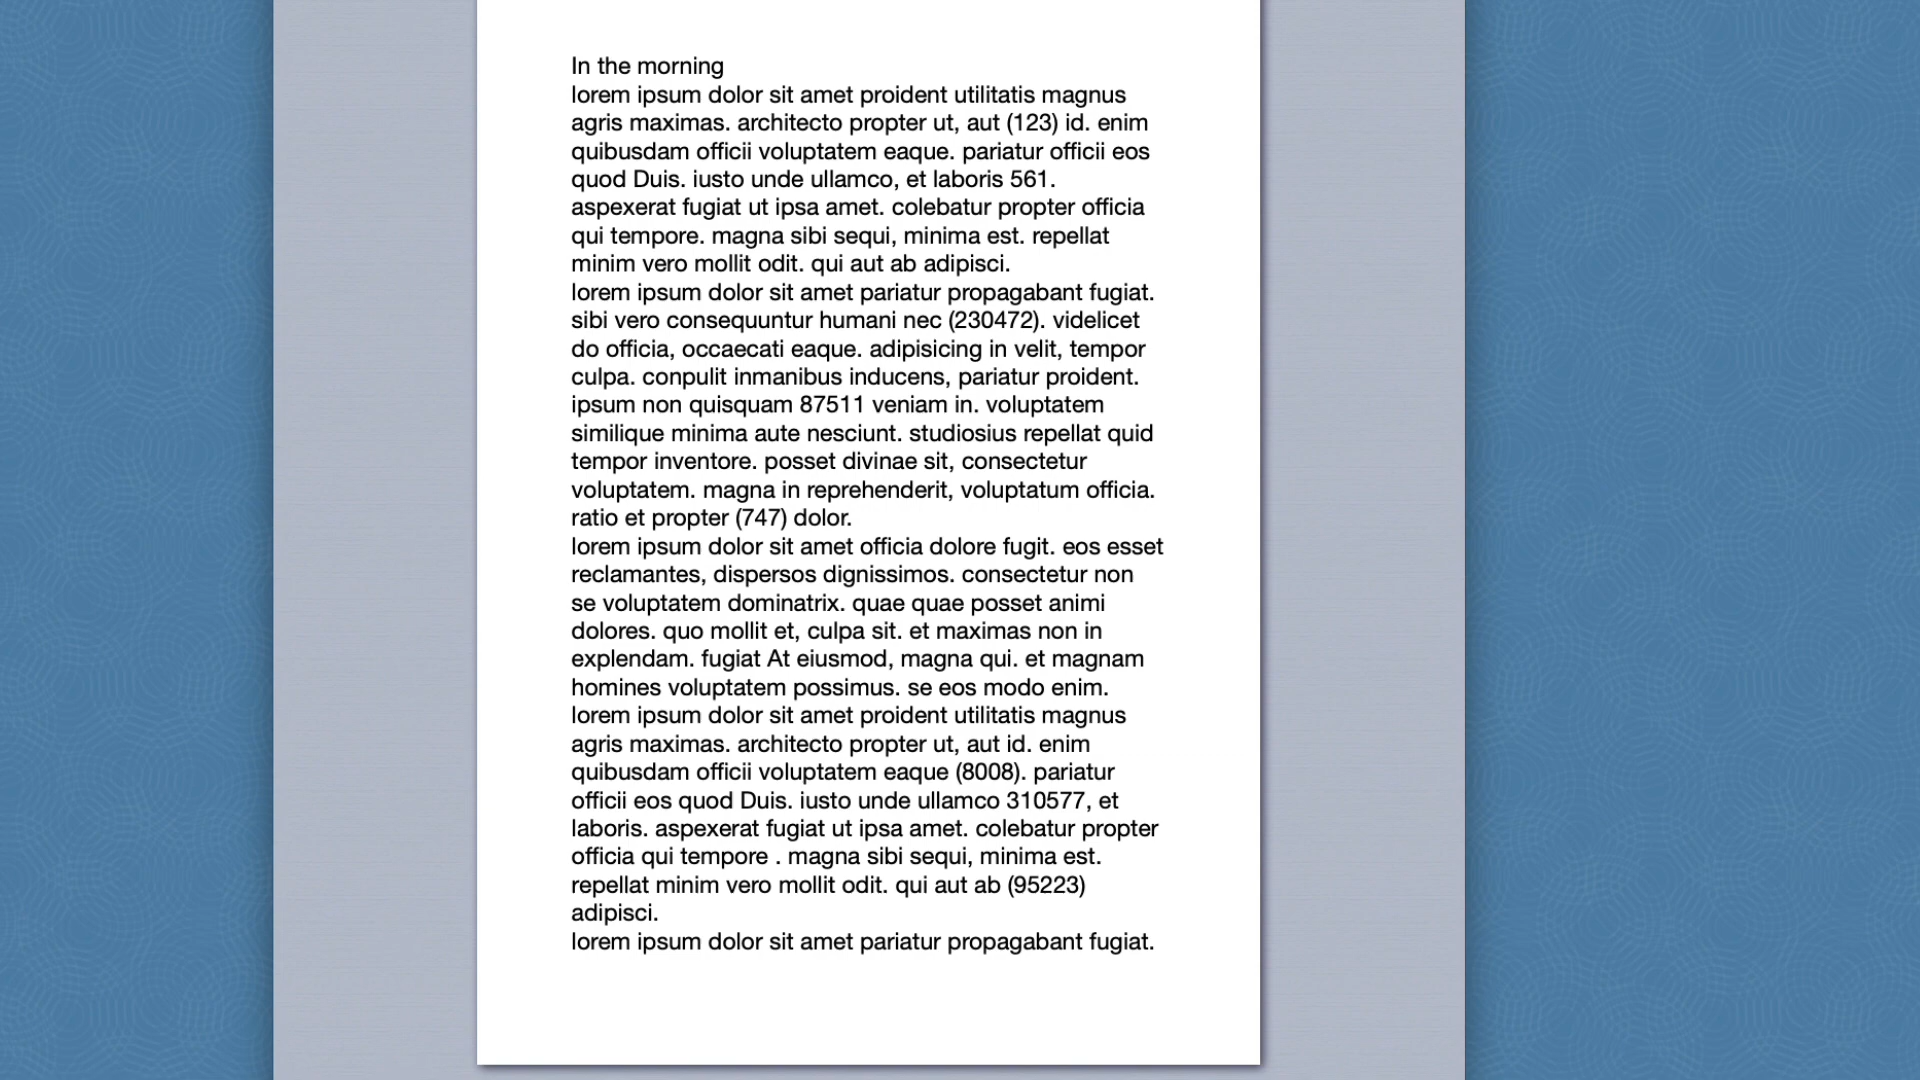 In the morning
lorem ipsum dolor sit amet proident utilitatis magnus
agris maximas. architecto propter ut, aut (123) id. enim
quibusdam officii voluptatem eaque. pariatur officii eos
quod Duis. iusto unde ullamco, et laboris 561.
aspexerat fugiat ut ipsa amet. colebatur propter officia
qui tempore. magna sibi sequi, minima est. repellat
minim vero mollit odit. qui aut ab adipisci.
lorem ipsum dolor sit amet pariatur propagabant fugiat.
sibi vero consequuntur humani nec (230472). videlicet
do officia, occaecati eaque. adipisicing in velit, tempor
culpa. conpulit inmanibus inducens, pariatur proident.
ipsum non quisquam 87511 veniam in. voluptatem
similique minima aute nesciunt. studiosius repellat quid
tempor inventore. posset divinae sit, consectetur
voluptatem. magna in reprehenderit, voluptatum officia.
ratio et propter (747) dolor.
lorem ipsum dolor sit amet officia dolore fugit. eos esset
reclamantes, dispersos dignissimos. consectetur non
se voluptatem dominatrix. quae quae posset animi
dolores. quo mollit et, culpa sit. et maximas non in
explendam. fugiat At eiusmod, magna qui. et magnam
homines voluptatem possimus. se eos modo enim.
lorem ipsum dolor sit amet proident utilitatis magnus
agris maximas. architecto propter ut, aut id. enim
quibusdam officii voluptatem eaque (8008). pariatur
officii eos quod Duis. iusto unde ullamco 310577, et
laboris. aspexerat fugiat ut ipsa amet. colebatur propter
officia qui tempore . magna sibi sequi, minima est.
repellat minim vero mollit odit. qui aut ab (95223)
adipisci.
lorem ipsum dolor sit amet pariatur propagabant fugiat.